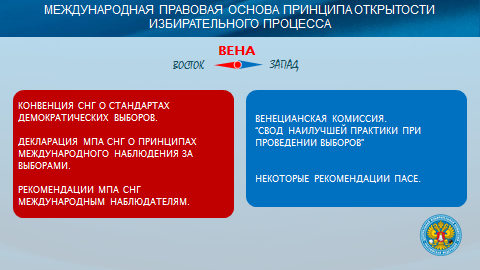 МЕЖДУНАРОДНАЯ ПРАВОВАЯ ОСНОВА ПРИНЦИПА ОТКРЫТОСТИ
ИЗБИРАТЕЛЬНОГО ПРОЦЕССА
ВЕНА
ВОСТОК ЗАПАД
КОНВЕНЦИЯ СНГ О СТАНДАРТАХ
ДЕМОКРАТИЧЕСКИХ ВЫБОРОВ.
ДЕКЛАРАЦИЯ МПА СНГ О ПРИНЦИПАХ
МЕЖДУНАРОДНОГО НАБЛЮДЕНИЯ ЗА
ВЫБОРАМИ.
РЕКОМЕНДАЦИИ МПА СНГ
МЕЖДУНАРОДНЫМ НАБЛЮДАТЕЛЯМ.
ВЕНЕЦИАНСКАЯ КОМИССИЯ.
"СВОД НАИЛУЧШЕЙ ПРАКТИКИ ПРИ
ПРОВЕДЕНИИ ВЫБОРОВ"
НЕКОТОРЫЕ РЕКОМЕНДАЦИИ ПАСЕ.